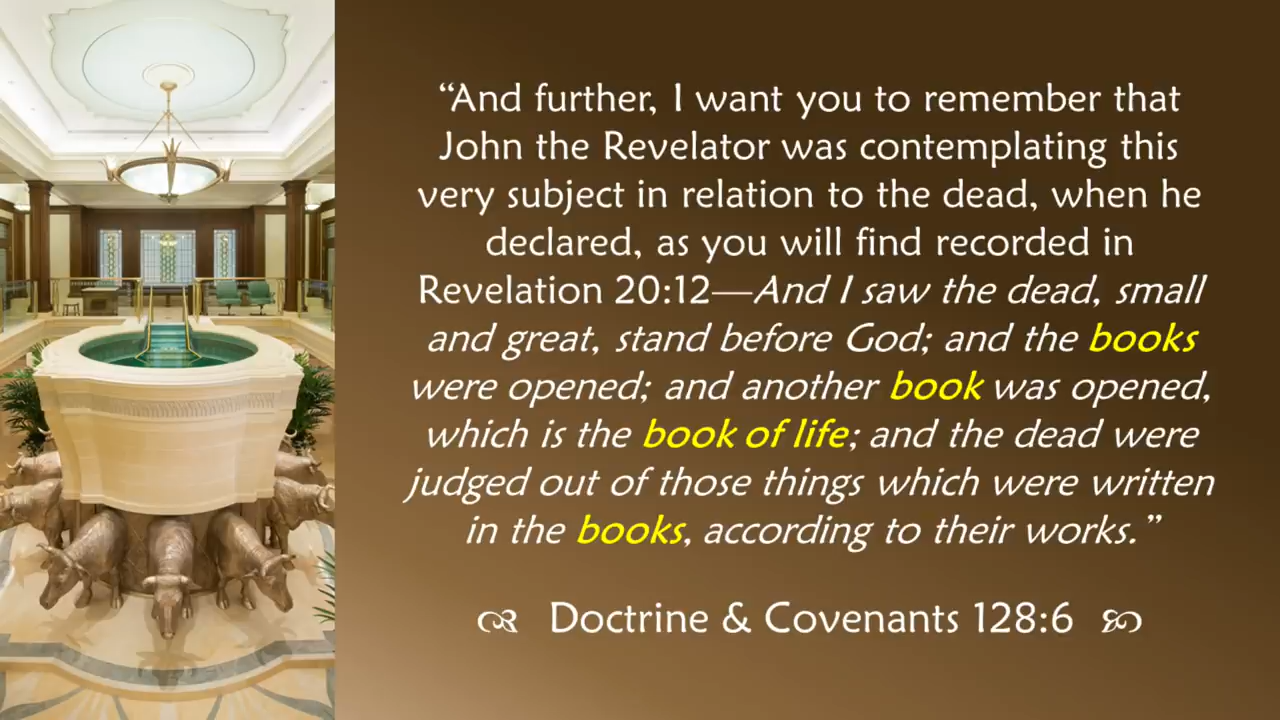 “And further, I want you to remember that
John the Revelator was contemplating this
very subject in relation to the dead, when he
declared, as you will find recorded in
Revelation 20:12—And I saw the dead, small
and great, stand before God; and the books
were opened; and another book was opened,
which is the book of life; and the dead were
judged out of those things which were written
in the books, according to their works.”
Doctrine & Covenants 128:6